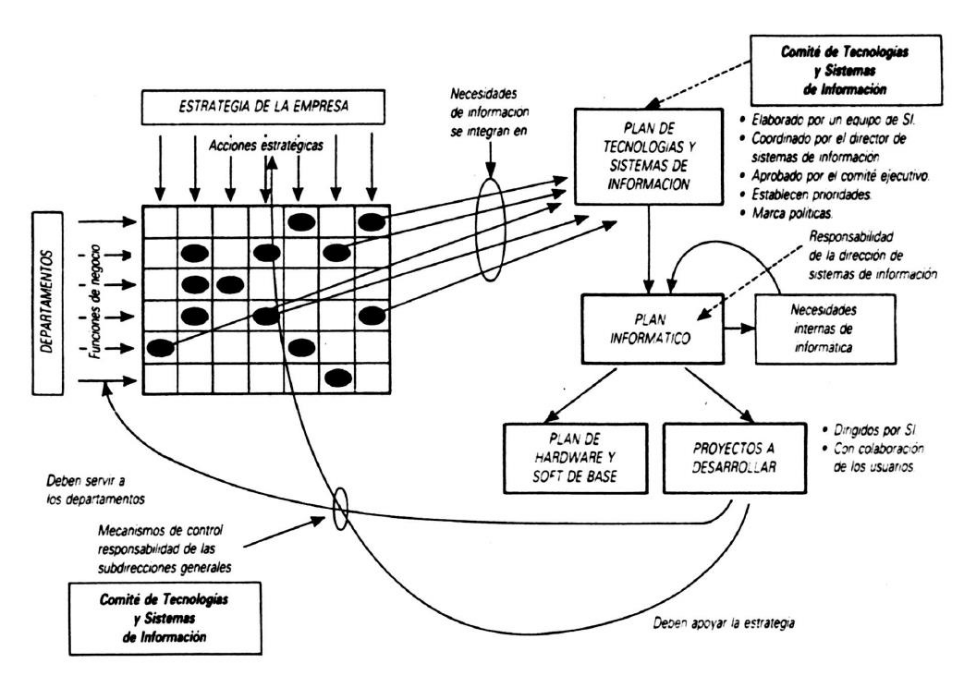 Comité de Tecnologías
y Sistemas
de Información
ESTRATEGIA DE LA EMPRESA
Acciones estratégicas
Necesidades
de información
se integran en
PLAN DE
TECNOLOGIAS Y
SISTEMAS DE
INFORMACION
• Elaborado por un equipo de SI.
• Coordinado por el director de
sistemas de información
• Aprobado por el comité ejecutivo.
• Establecen prioridades.
• Marca políticas.
DEPARTAMENTOS
Funciones de negocio
Responsabilidad
de la dirección de
sistemas de información
PLAN
INFORMATICO
Necesidades
internas de
informática
PLAN DE
HARDWARE Y
SOFT DE BASE
PROYECTOS A
DESARROLLAR
• Dirigidos por SI
• Con colaboración
de los usuarios
Deben servir a
los departamentos
Mecanismos de control
responsabilidad de las
subdirecciones generales
Comité de Tecnologías
y Sistemas
de Información
Deben apoyar la estrategia